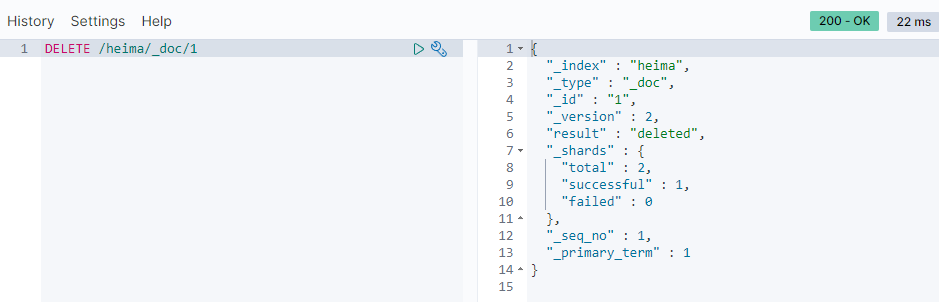 History Settings Help 200 - OK 22 ms
1 DELETE /heima/_doc/1
1 {
2 "_index" : "heima",
3 "_type" : "_doc",
4 "_id" : "1",
5 "_version" : 2,
6 "result" : "deleted",
7 "_shards" : {
8 "total" : 2,
9 "successful" : 1,
10 "failed" : 0
11 },
12 "_seq_no" : 1,
13 "_primary_term" : 1
14 }
15